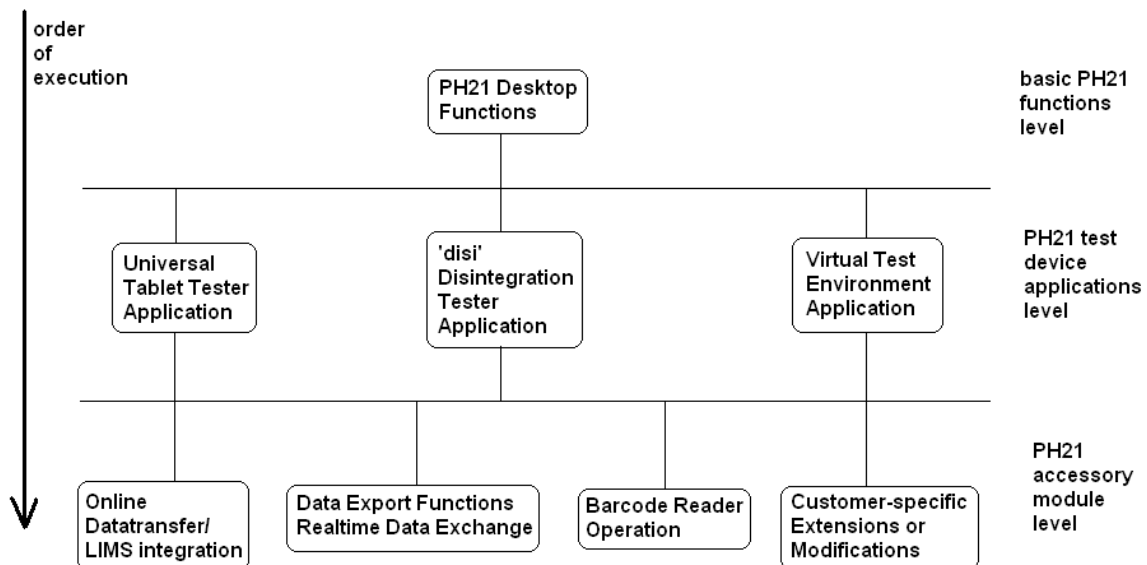 order
of
execution
PH21 Desktop
Functions
basic PH21
functions
level
Universal
Tablet Tester
Application
'disi'
Disintegration
Tester
Application
Virtual Test
Environment
Application
PH21 test
device
applications
level
Online
Datatransfer/
LIMS integration
Data Export Functions
Realtime Data Exchange
Barcode Reader
Operation
Customer-specific
Extensions or
Modifications
PH21
accessory
module
level